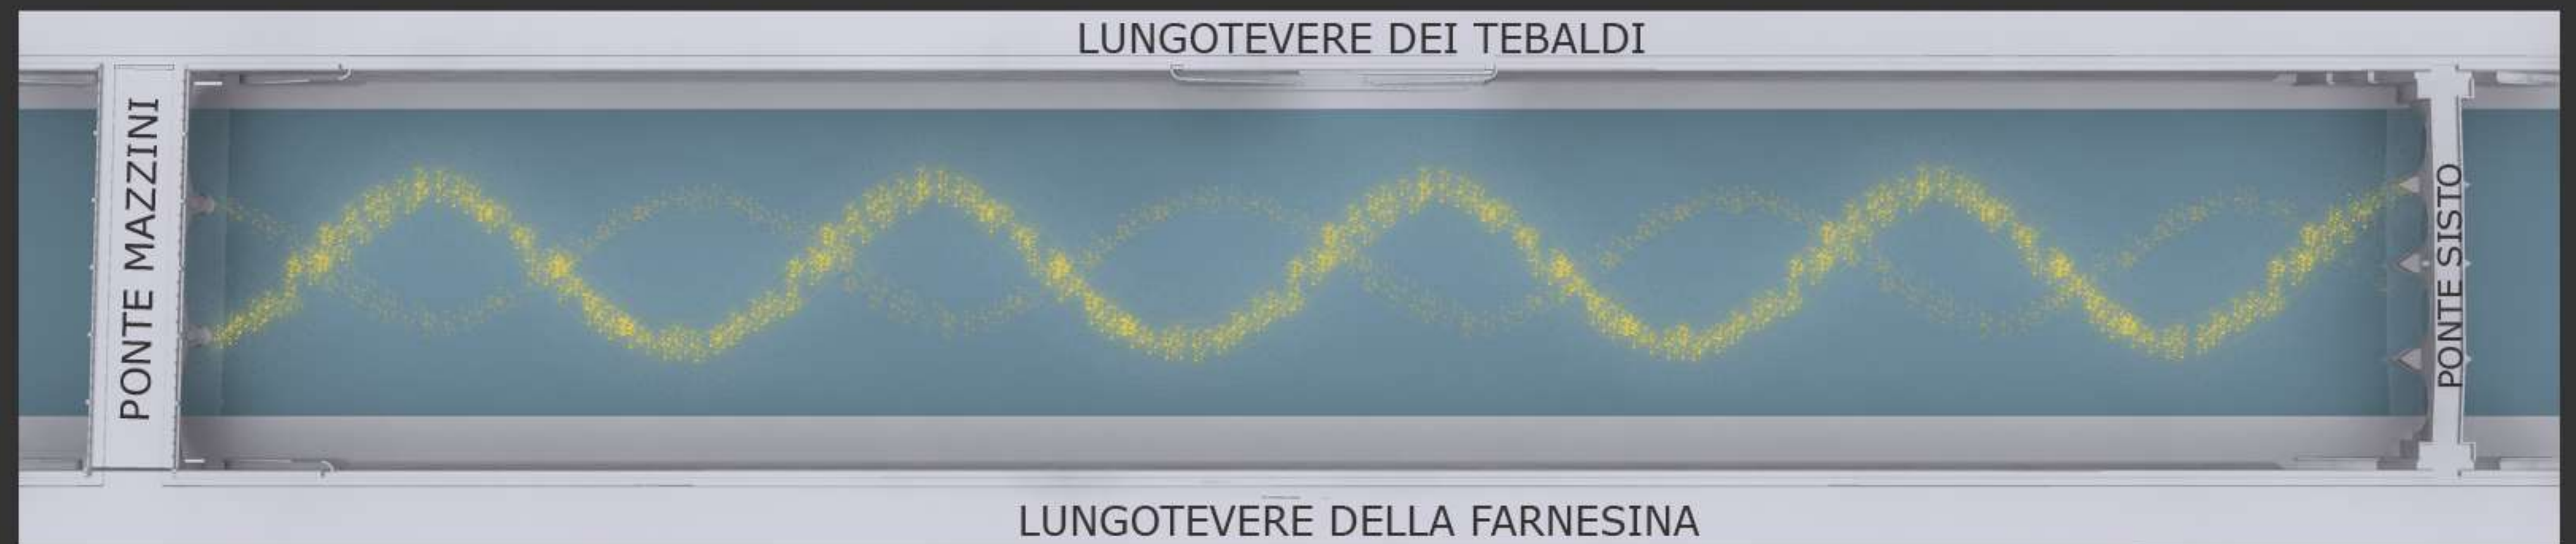 LUNGOTEVERE DEI TEBALDI
PONTE MAZZINI
PONTE SISTO
LUNGOTEVERE DELLA FARNESINA